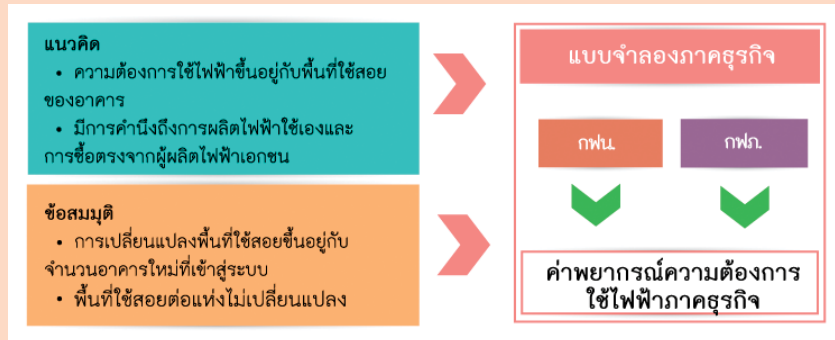 แนวคิด
• ความต้องการใช้ไฟฟ้าขึ้นอยู่กับพื้นที่ใช้สอย
ของอาคาร
• มีการคำนึงถึงการผลิตไฟฟ้าใช้เองและ
การซื้อตรงจากผู้ผลิตไฟฟ้าเอกชน
ข้อสมมุติ
• การเปลี่ยนแปลงพื้นที่ใช้สอยขึ้นอยู่กับ
จำนวนอาคารใหม่ที่เข้าสู่ระบบ
• พื้นที่ใช้สอยต่อแห่งไม่เปลี่ยนแปลง
แบบจำลองภาคธุรกิจ
กฟน. กฟภ.
ค่าพยากรณ์ความต้องการ
ใช้ไฟฟ้าภาคธุรกิจ